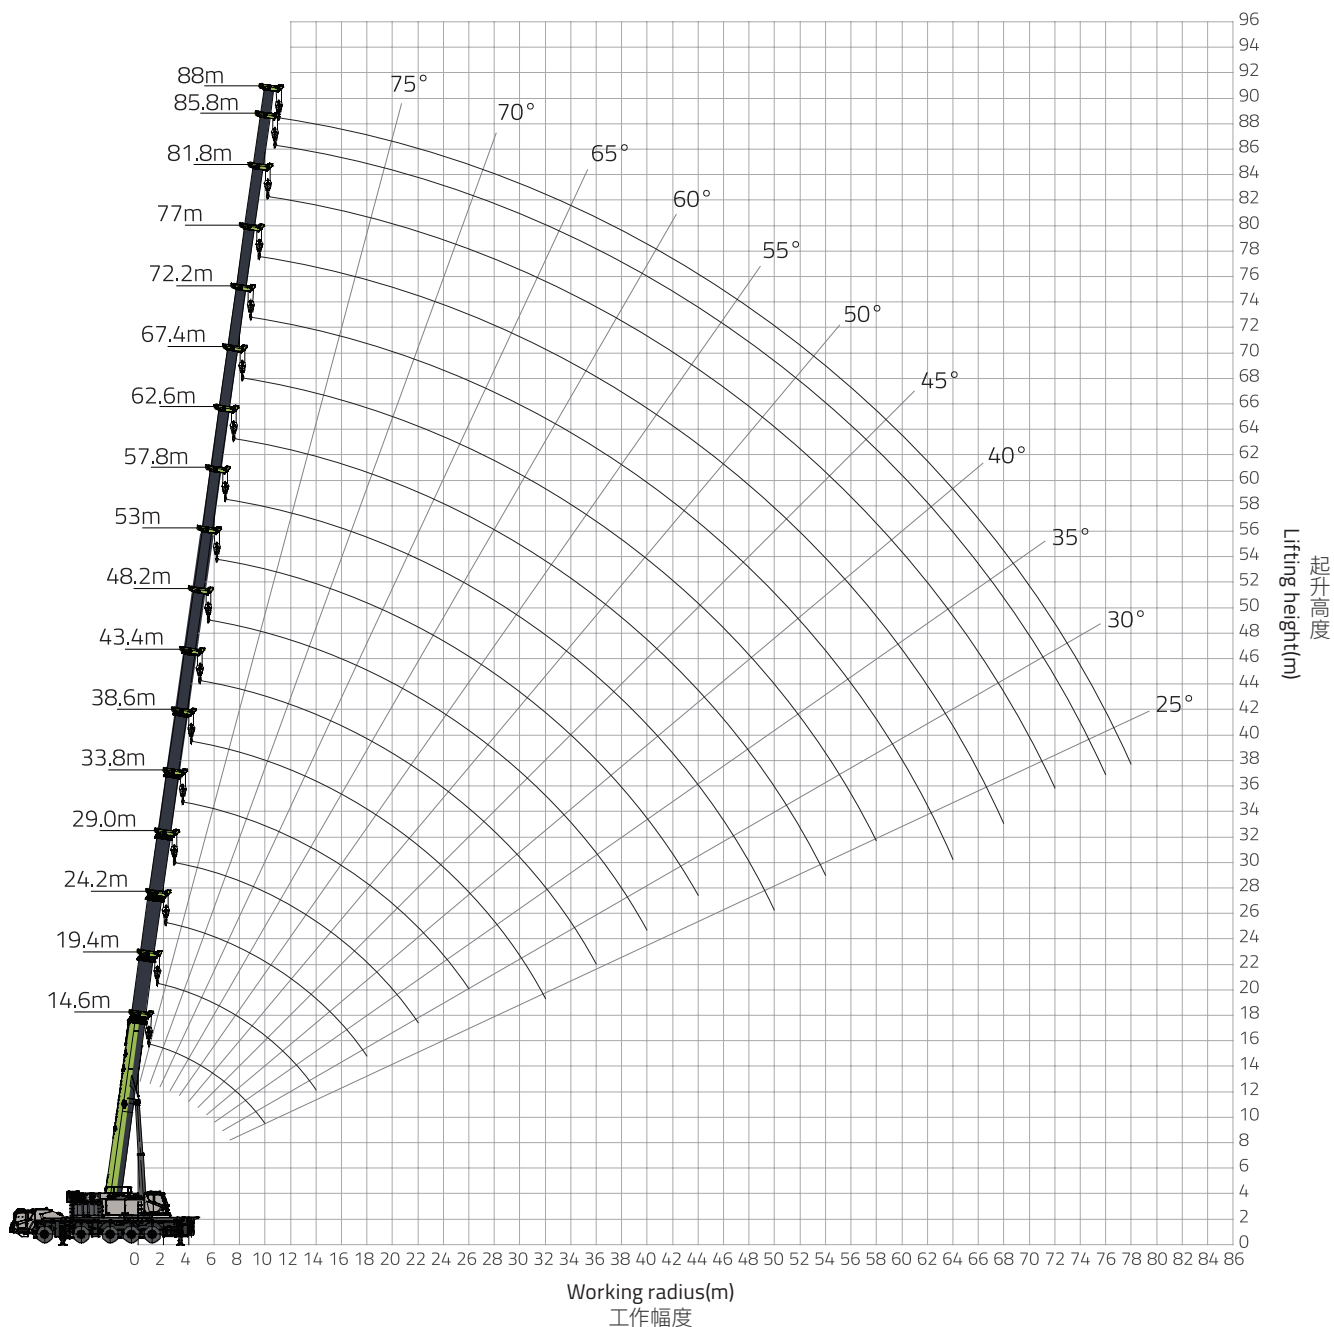 96
94
92
90
88
86
84
82
80
78
76
74
72
70
68
66
64
62
60
58
56
54
52
50
48
46
44
42
40
38
36
34
32
30
28
26
24
22
20
18
16
14
12
10
8
6
4
2
0
88m
85.8m
81.8m
77m
72.2m
67.4m
62.6m
57.8m
53m
48.2m
43.4m
38.6m
33.8m
29.0m
24.2m
19.4m
14.6m
75°
70°
65°
60°
55°
50°
45°
40°
35°
30°
25°
Lifting height(m)
起升高度
0 2 4 6 8 10 12 14 16 18 20 22 24 26 28 30 32 34 36 38 40 42 44 46 48 50 52 54 56 58 60 62 64 66 68 70 72 74 76 78 80 82 84 86
Working radius(m)
工作幅度